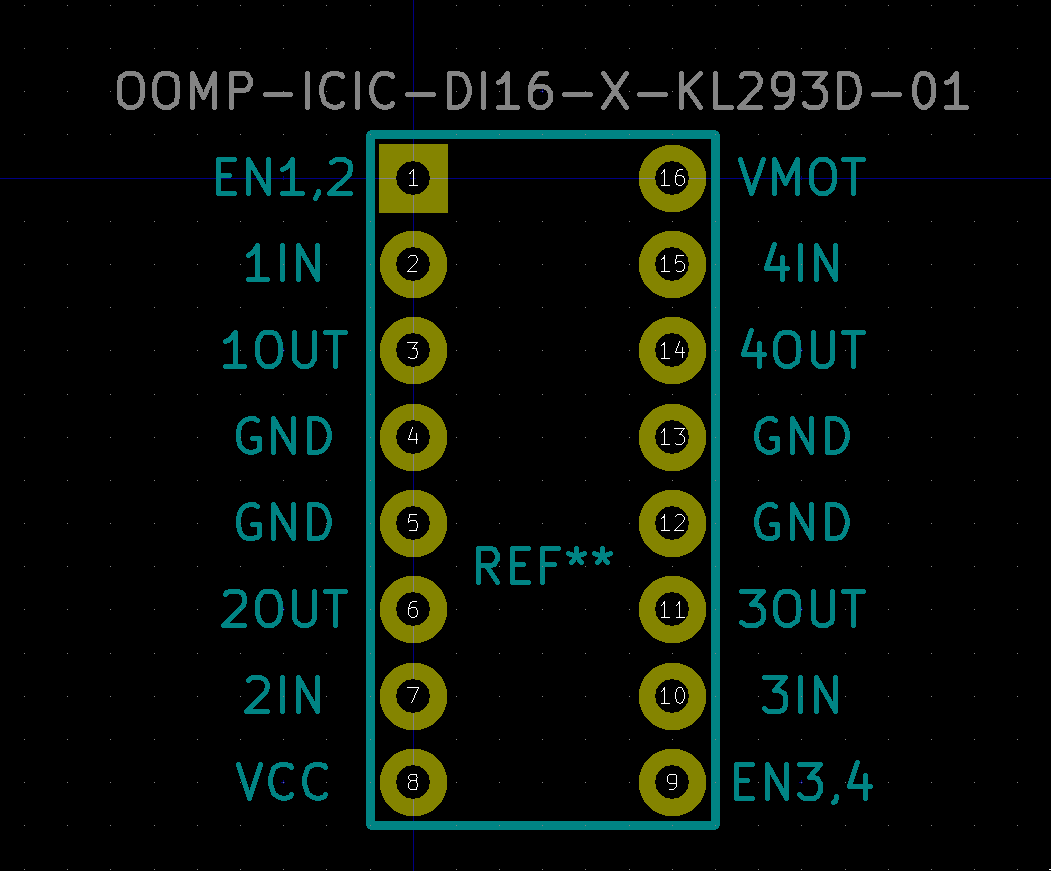 OOMP-ICIC-DI16-X-KL293D-01
EN1,2 1 16 VMOT
1IN 2 15 4IN
1OUT 3 14 4OUT
GND 4 13 GND
GND 5 12 GND
REF**
2OUT 6 11 3OUT
2IN 7 10 3IN
VCC 8 9 EN3,4